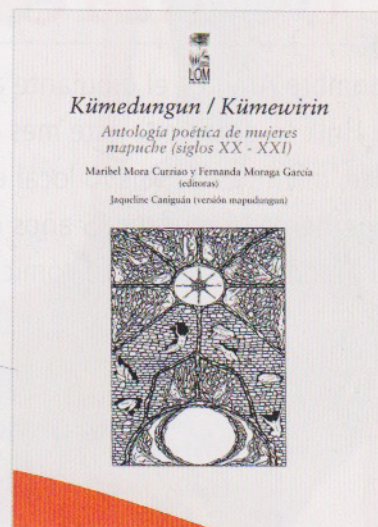 LOM
Kümedungun / Kümewirin
Antología poética de mujeres
mapuche (siglos XX - XXI)
Maribel Mora Curriao y Fernanda Moraga García
(editoras)
Jaqueline Caniguán (versión mapudungun)